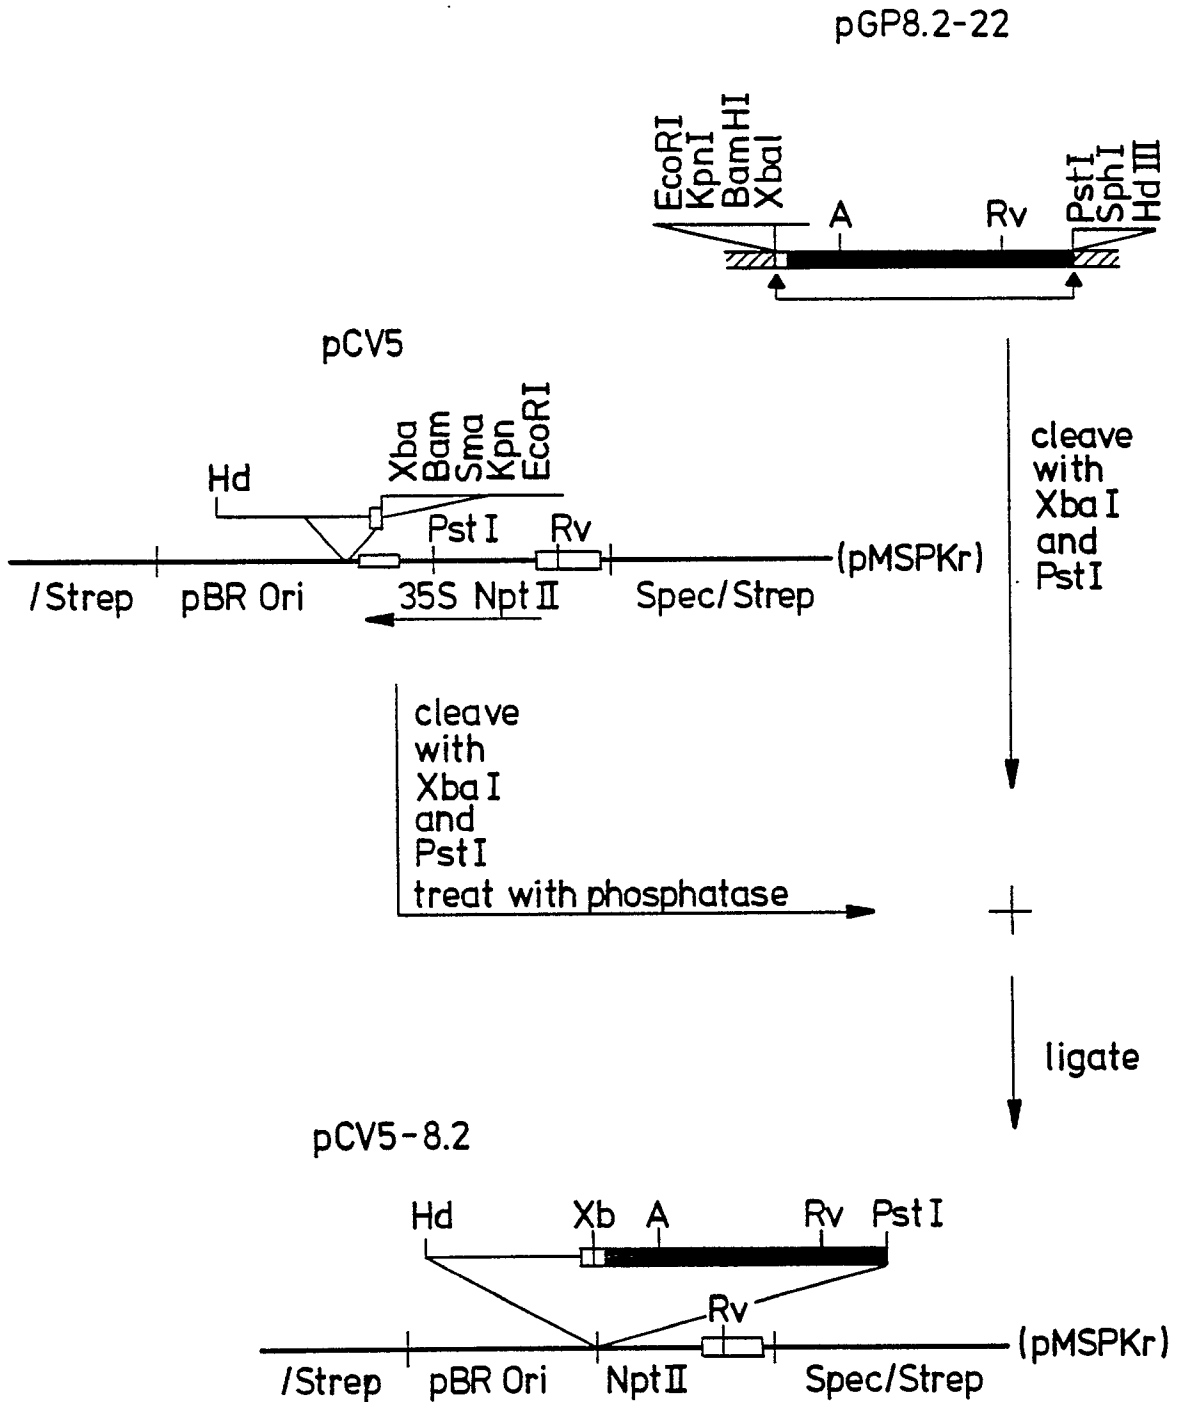 pGP8.2-22
EcoRI
KpnI
BamHI
XbaI
A
Rv
PstI
SphI
Hd III
pCV5
Xba
Bam
Sma
Kpn
EcoRI
Hd
PstI
Rv
(pMSPKr)
/Strep
pBR Ori
35S NptII
Spec/Strep
cleave
with
XbaI
and
PstI
cleave
with
XbaI
and
PstI
treat with phosphatase
ligate
pCV5-8.2
Hd
Xb
A
Rv
PstI
Rv
(pMSPKr)
/Strep
pBR Ori
NptII
Spec/Strep